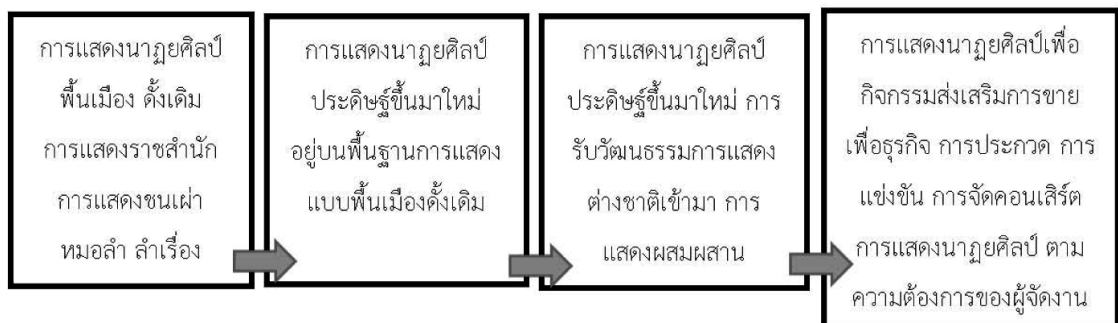 การแสดงนาฏยศิลป์
พื้นเมือง ดั้งเดิม
การแสดงราชสำนัก
การแสดงชนเผ่า
หมอลำ ลำเรื่อง
การแสดงนาฏยศิลป์
ประดิษฐ์ขึ้นมาใหม่
อยู่บนพื้นฐานการแสดง
แบบพื้นเมืองดั้งเดิม
การแสดงนาฏยศิลป์
ประดิษฐ์ขึ้นมาใหม่ การ
รับวัฒนธรรมการแสดง
ต่างชาติเข้ามา การ
แสดงผสมผสาน
การแสดงนาฏยศิลป์เพื่อ
กิจกรรมส่งเสริมการขาย
เพื่อธุรกิจ การประกวด การ
แข่งขัน การจัดคอนเสิร์ต
การแสดงนาฏยศิลป์ ตาม
ความต้องการของผู้จัดงาน